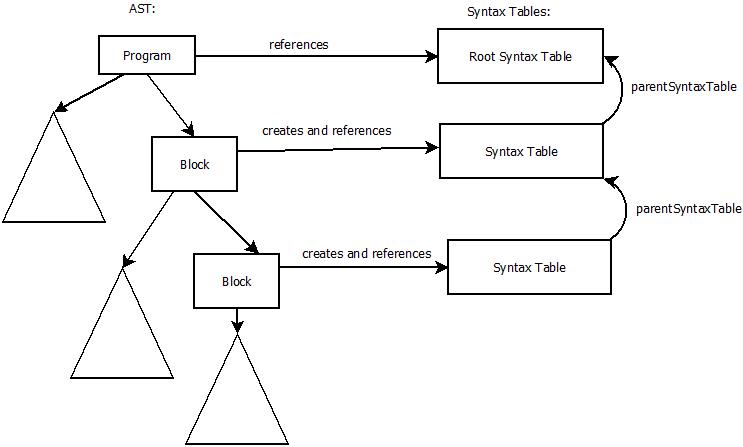 AST:
Syntax Tables:
Program
references
Root Syntax Table
parentSyntaxTable
creates and references
Block
Syntax Table
parentSyntaxTable
creates and references
Block
Syntax Table